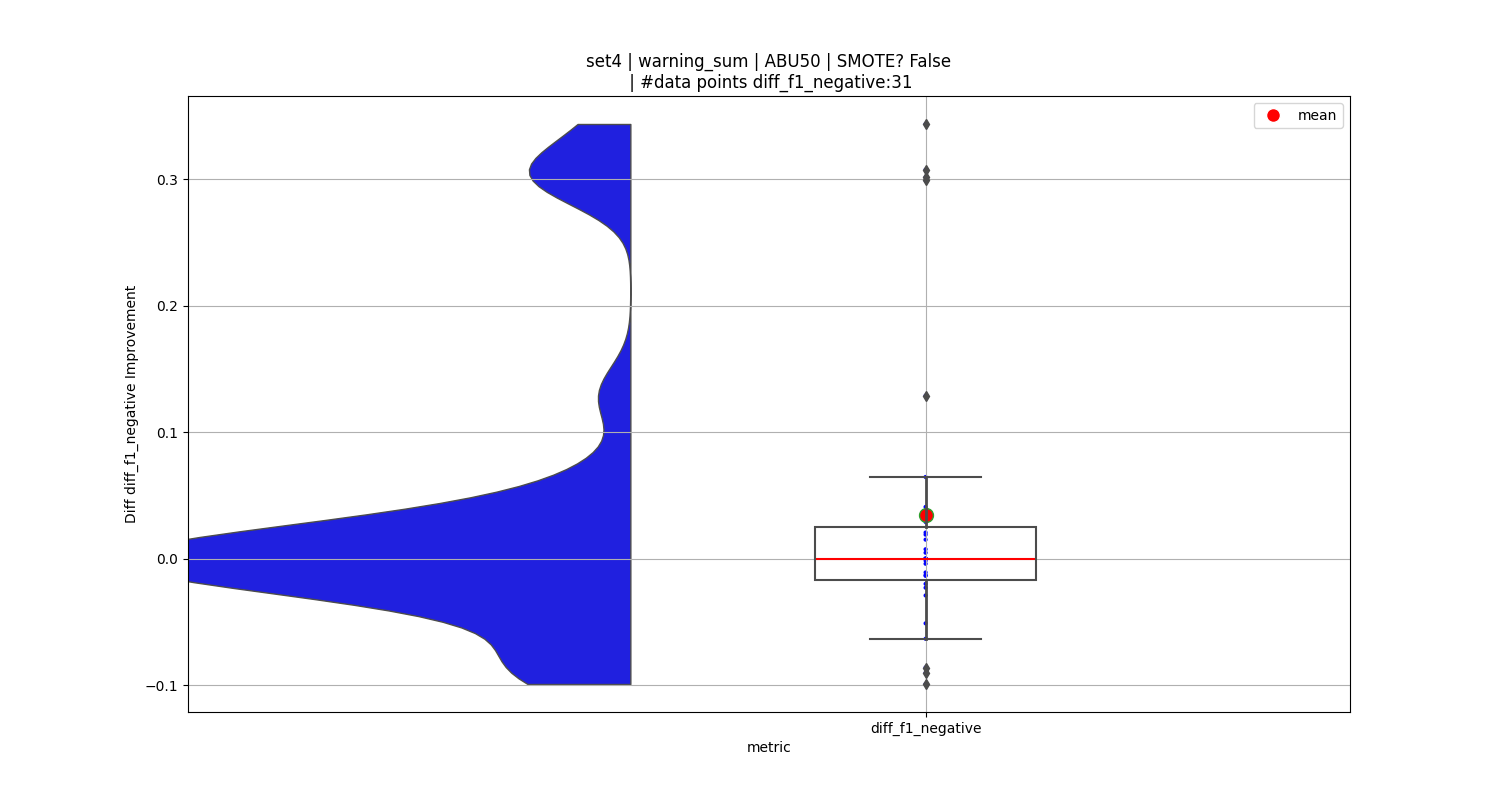 set4 | warning_sum | ABU50 | SMOTE? False
| #data points diff_f1_negative:31
mean
0.3
0.2
0.1
0.0
−0.1
Diff diff_f1_negative Improvement
diff_f1_negative
metric